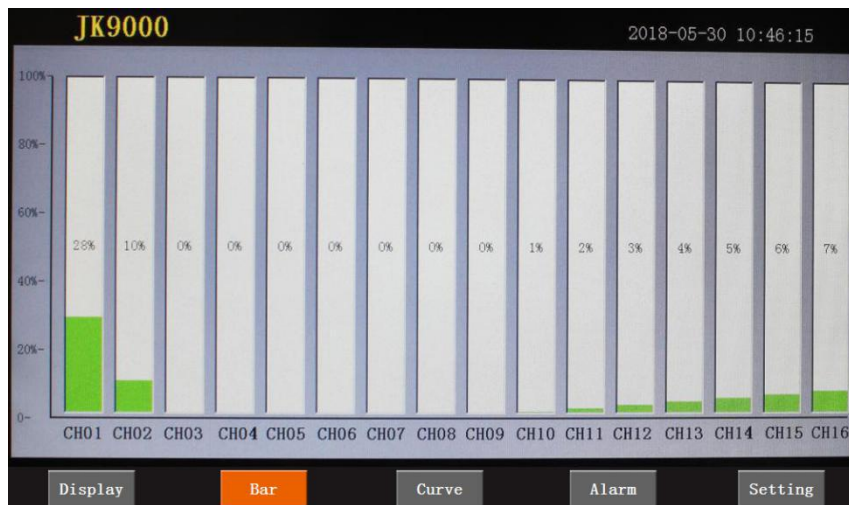 JK9000
2018-05-30 10:46:15
100%
80%
60%
28% 10% 0% 0% 0% 0% 0% 0% 0% 1% 2% 3% 4% 5% 6% 7%
40%
20%
0
CH01 CH02 CH03 CH04 CH05 CH06 CH07 CH08 CH09 CH10 CH11 CH12 CH13 CH14 CH15 CH16
Display Bar Curve Alarm Setting